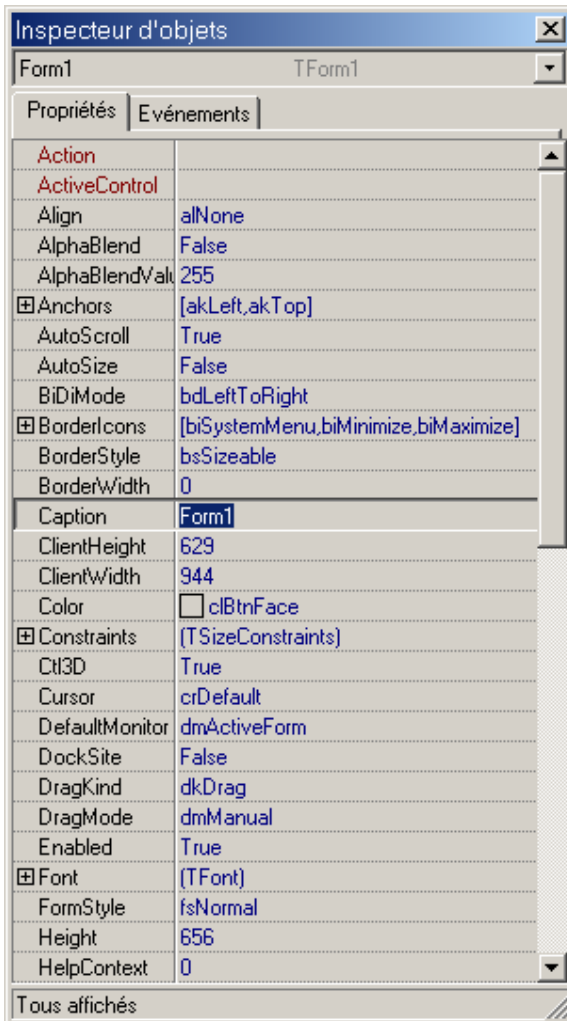 Inspecteur d'objets
Form1 TForm1
Propriétés Evénements
Action
ActiveControl
Align alNone
AlphaBlend False
AlphaBlendValu 255
Anchors [akLeft,akTop]
AutoScroll True
AutoSize False
BiDiMode bdLeftToRight
BorderIcons [biSystemMenu,biMinimize,biMaximize]
BorderStyle bsSizeable
BorderWidth 0
Caption Form1
ClientHeight 629
ClientWidth 944
Color clBtnFace
Constraints (TSizeConstraints)
Ctl3D True
Cursor crDefault
DefaultMonitor dmActiveForm
DockSite False
DragKind dkDrag
DragMode dmManual
Enabled True
Font (TFont)
FormStyle fsNormal
Height 656
HelpContext 0
Tous affichés